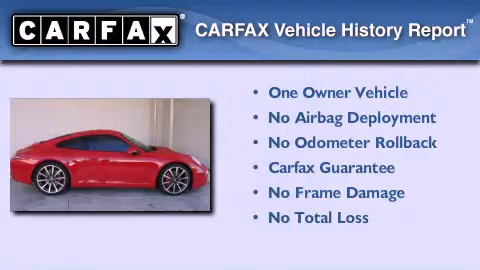 CARFAX® CARFAX Vehicle History Report™
• One Owner Vehicle
• No Airbag Deployment
• No Odometer Rollback
• Carfax Guarantee
• No Frame Damage
• No Total Loss